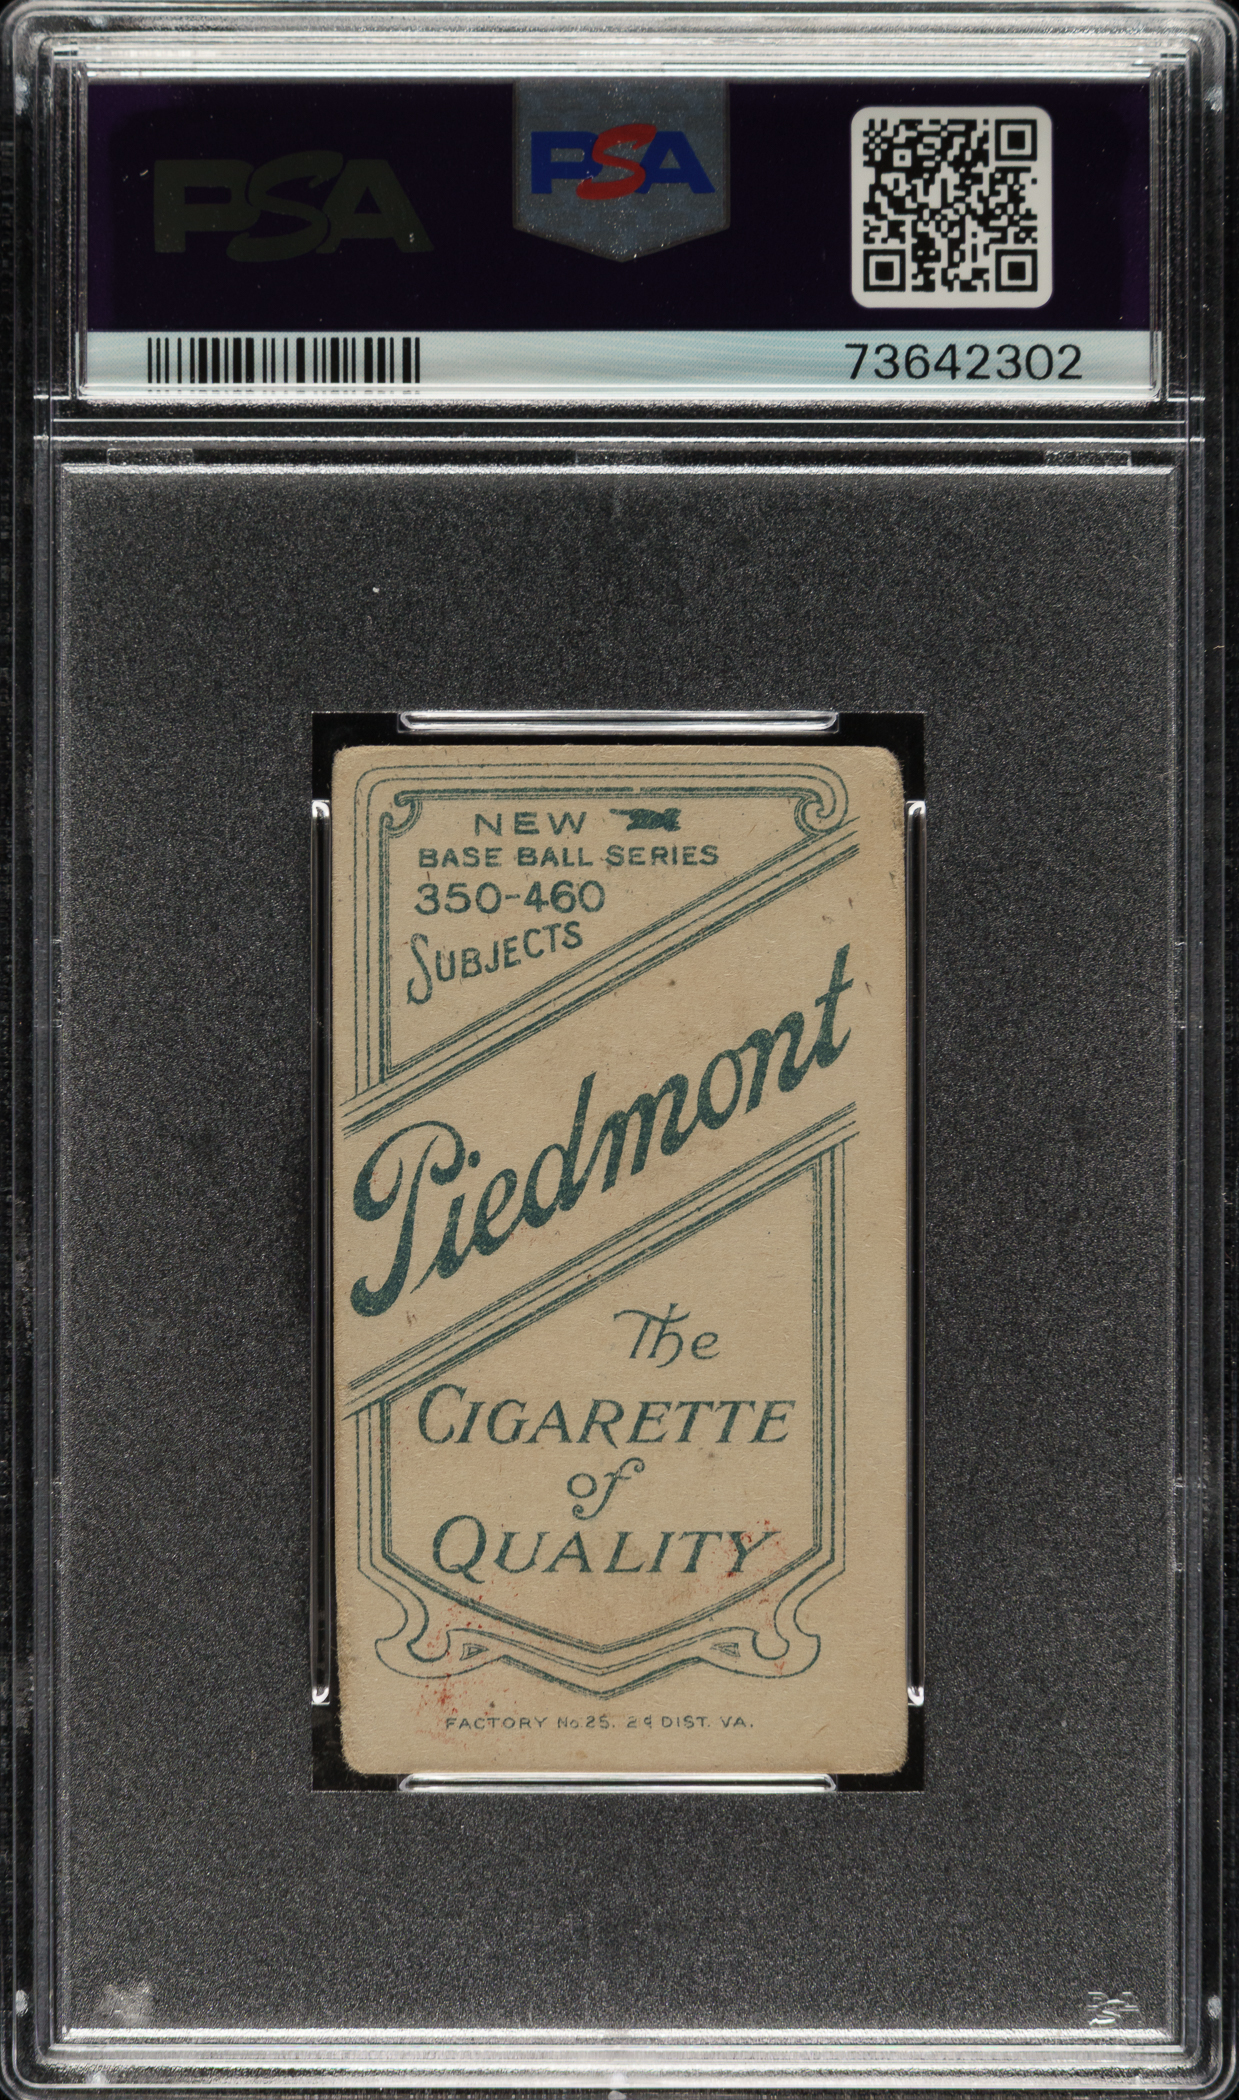 PSA
PSA
73642302
NEW
BASE BALL SERIES
350-460
SUBJECTS
Piedmont
The
CIGARETTE
of
QUALITY
FACTORY No. 25. 2d DIST. VA.
PSA